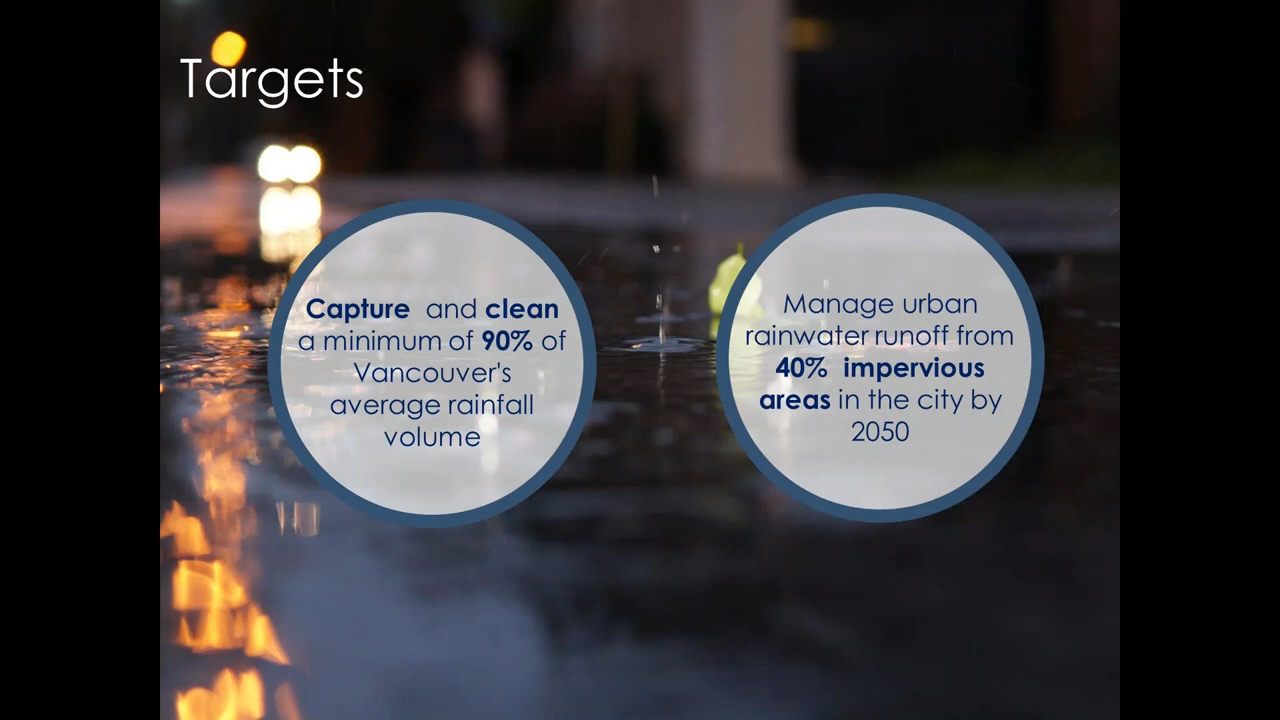 Targets
Capture and clean
a minimum of 90% of
Vancouver's
average rainfall
volume
Manage urban
rainwater runoff from
40% impervious
areas in the city by
2050